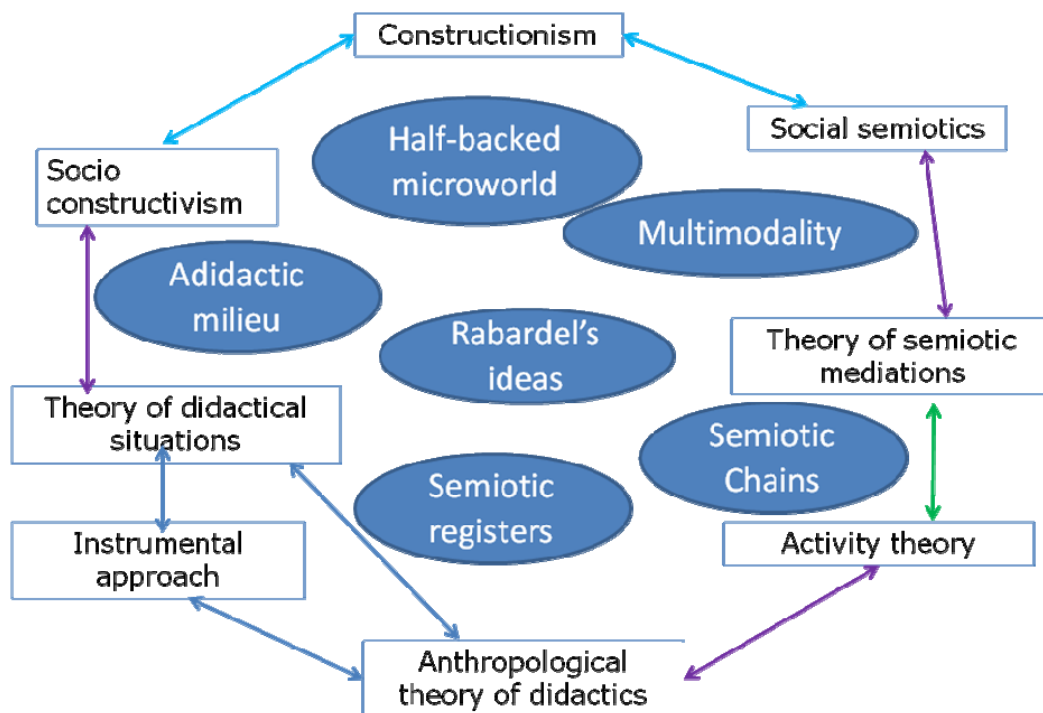 Constructionism
Social semiotics
Half-backed
microworld
Socio
constructivism
Multimodality
Adidactic
milieu
Rabardel's
ideas
Theory of semiotic
mediations
Theory of didactical
situations
Semiotic
Chains
Semiotic
registers
Instrumental
approach
Activity theory
Anthropological
theory of didactics